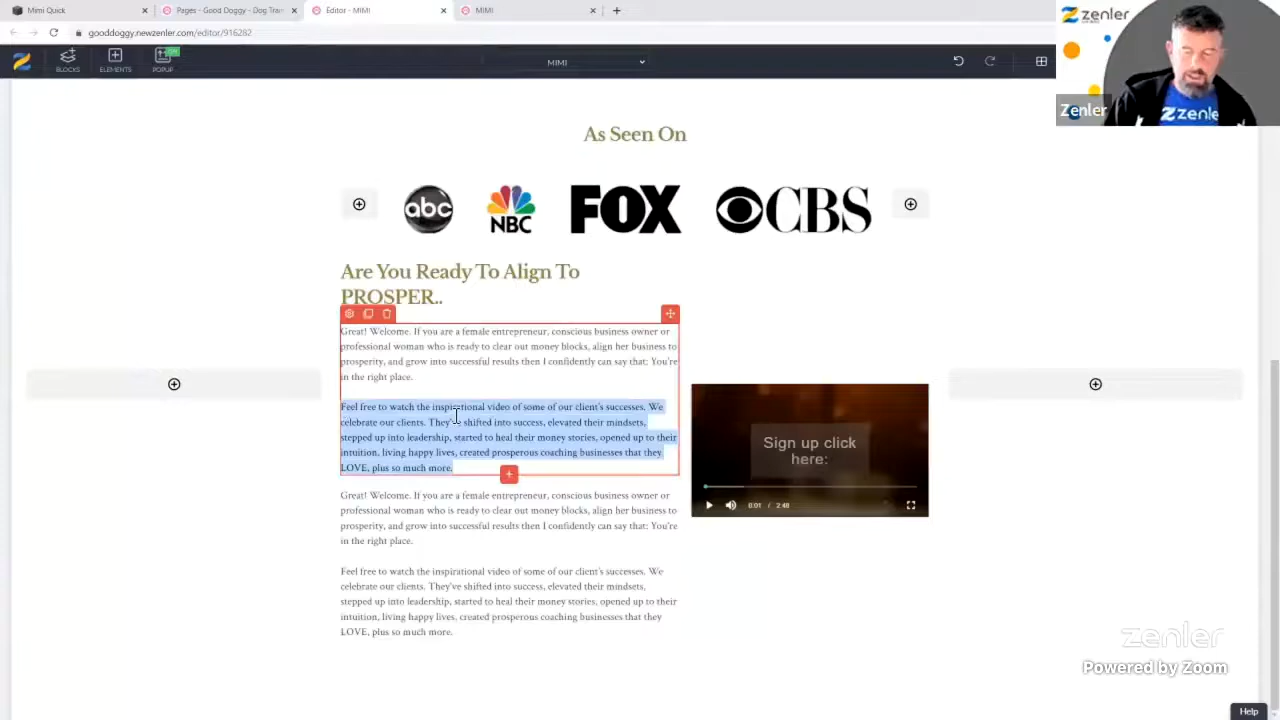 Mimi Quick
Pages - Good Doggy - Dog Trai
Editor - MIMI
MIMI
gooddoggy.newzenler.com/editor/916282
BLOCKS
ELEMENTS
POPUP
MIMI
zenler
Zenler
zenle
As Seen On
abc
NBC
FOX
CBS
Are You Ready To Align To
PROSPER..
Great! Welcome. If you are a female entrepreneur, conscious business owner or
professional woman who is ready to clear out money blocks, align her business to
prosperity, and grow into successful results then I confidently can say that: You're
in the right place.
Feel free to watch the inspirational video of some of our client's successes. We
celebrate our clients. They've shifted into success, elevated their mindsets,
stepped up into leadership, started to heal their money stories, opened up to their
intuition, living happy lives, created prosperous coaching businesses that they
LOVE, plus so much more.
Great! Welcome. If you are a female entrepreneur, conscious business owner or
professional woman who is ready to clear out money blocks, align her business to
prosperity, and grow into successful results then I confidently can say that: You're
in the right place.
Feel free to watch the inspirational video of some of our client's successes. We
celebrate our clients. They've shifted into success, elevated their mindsets,
stepped up into leadership, started to heal their money stories, opened up to their
intuition, living happy lives, created prosperous coaching businesses that they
LOVE, plus so much more.
Sign up click
here:
0:01 / 2:48
zenler
Powered by Zoom
Help